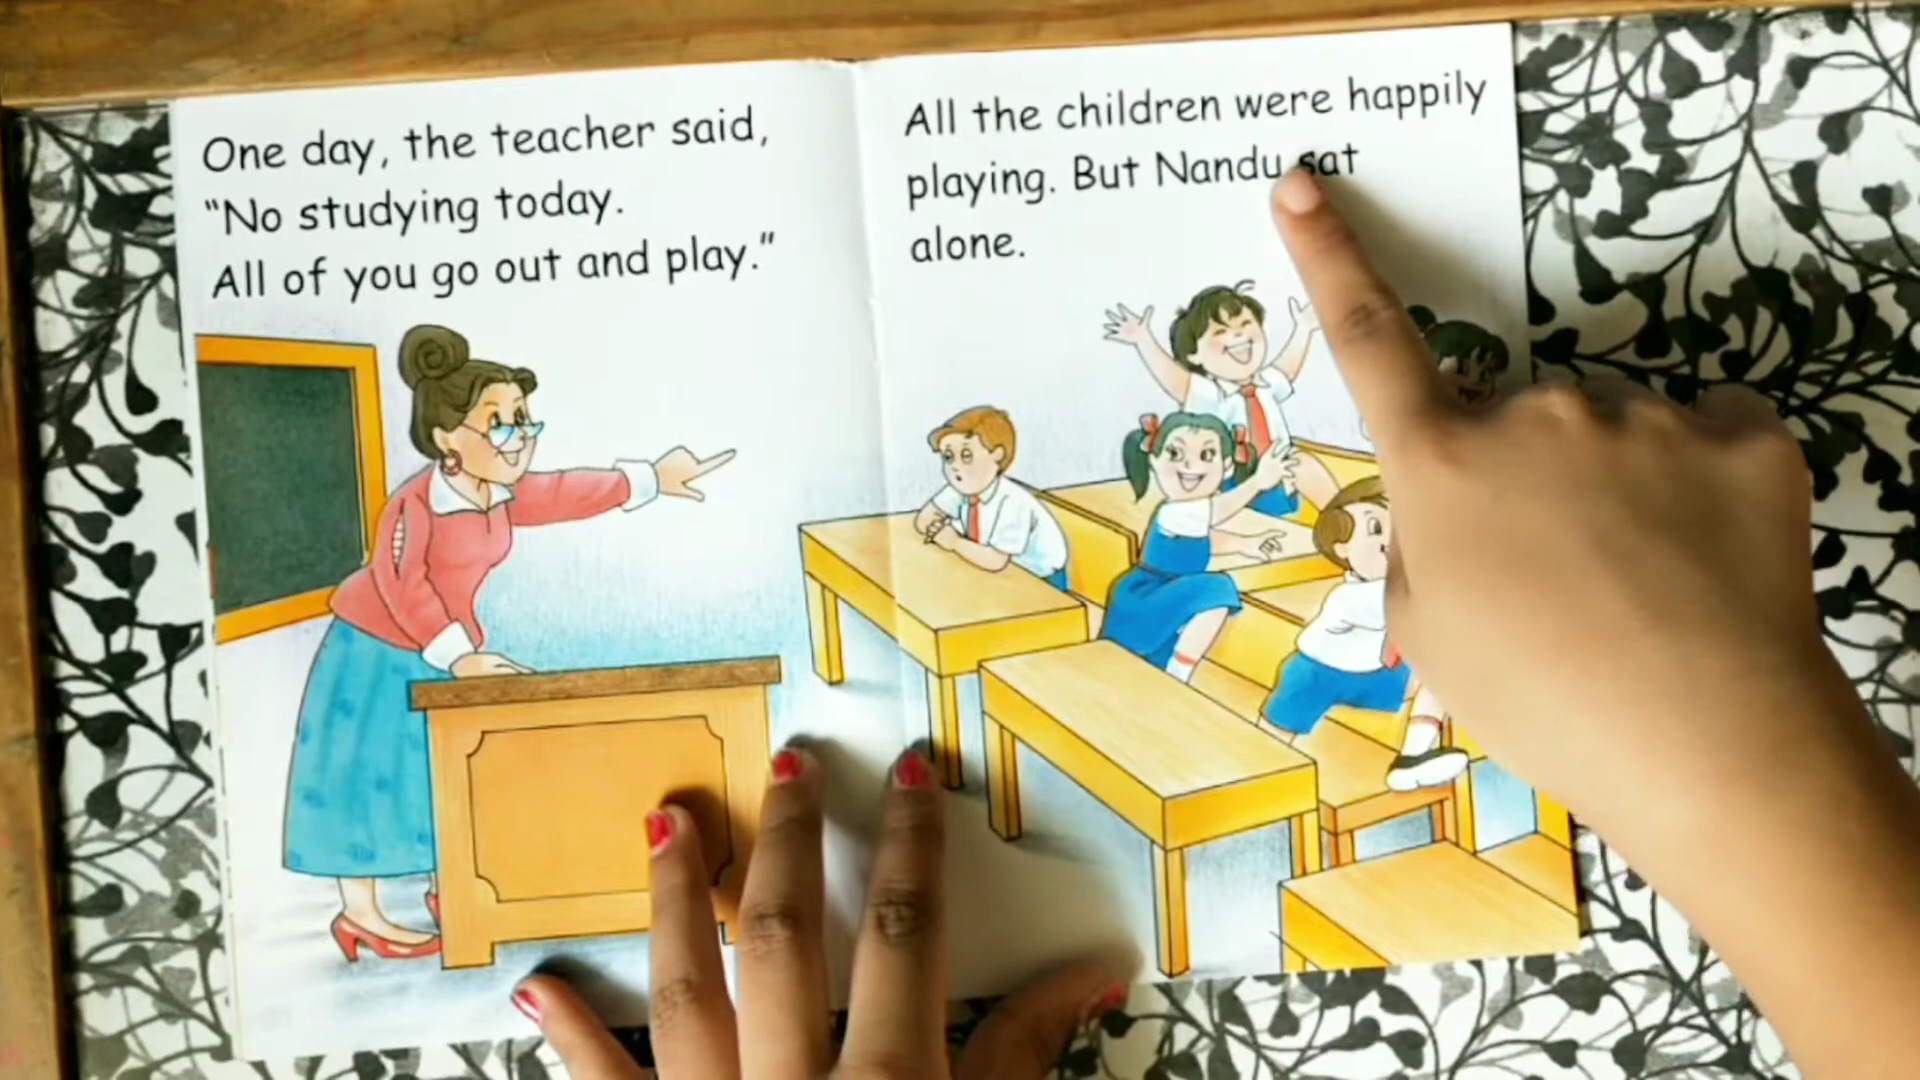 One day, the teacher said,
“No studying today.
All of you go out and play.”
All the children were happily
playing. But Nandu sat
alone.